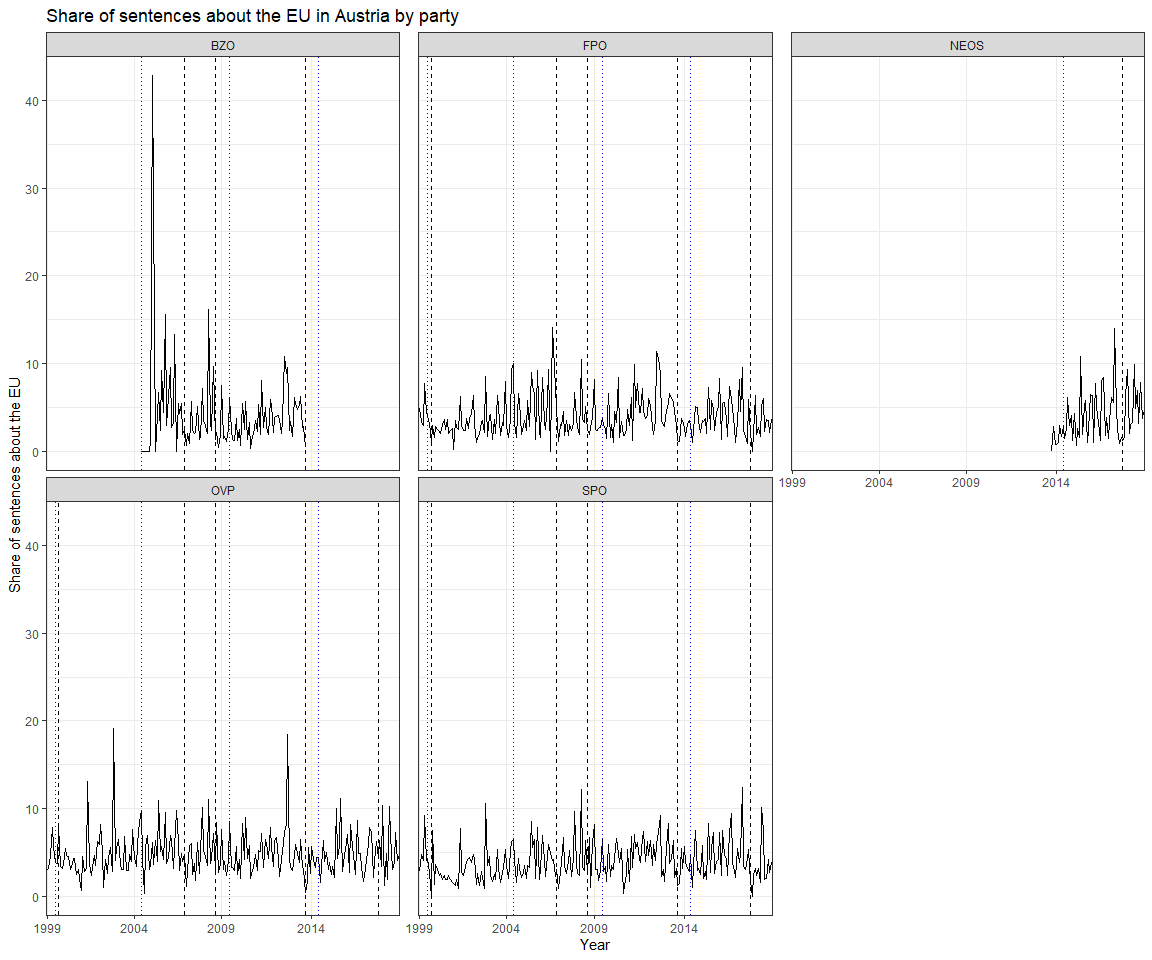 Share of sentences about the EU in Austria by party
BZO
FPO
NEOS
40
30
20
10
0
1999
2004
2009
2014
OVP
SPO
40
30
20
10
0
1999
2004
2009
2014
1999
2004
2009
2014
Share of sentences about the EU
Year